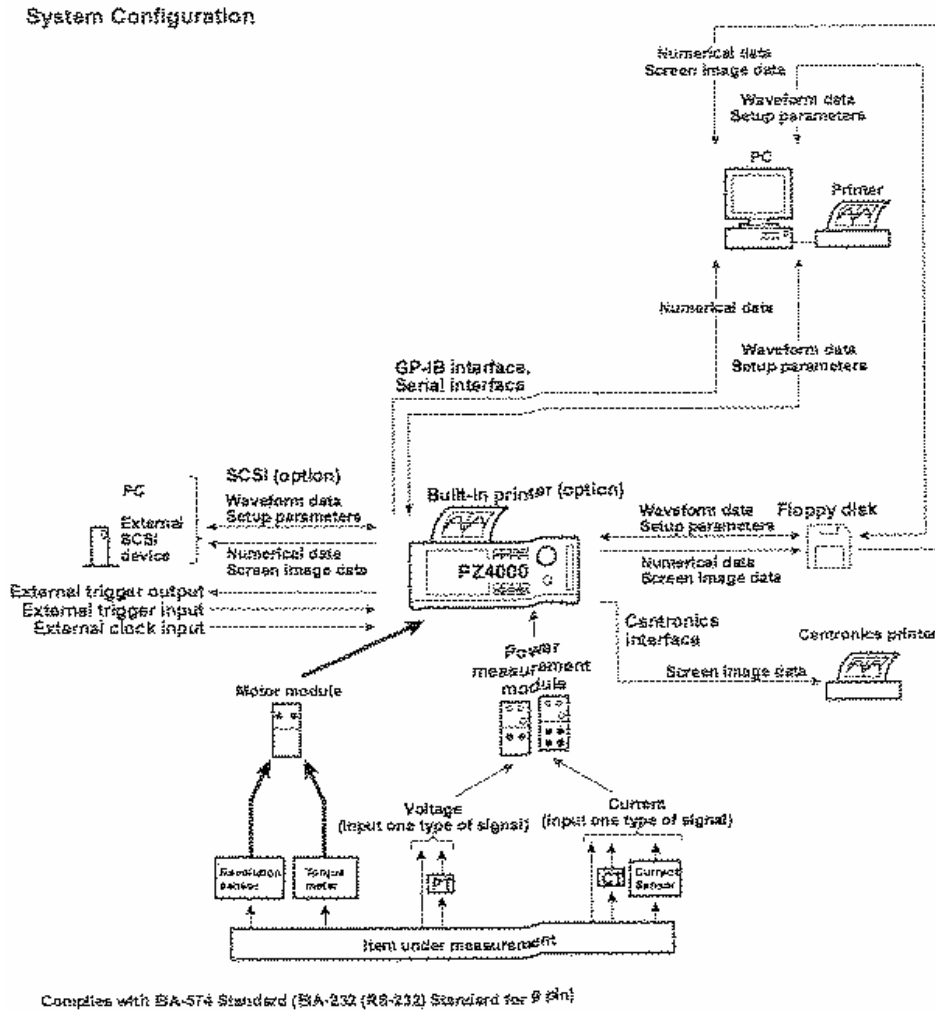 System Configuration
Numerical data
Screen image data
Waveform data
Setup parameters
PC
Printer
Numerical data
Waveform data
Setup parameters
GP-IB interface,
Serial interface
SCSI (option)
PC
External
SCSI
device
Waveform data
Setup parameters
Numerical data
Screen image data
Built-in printer (option)
PZ4000
Waveform data
Setup parameters
Floppy disk
Numerical data
Screen image data
External trigger output
External trigger input
External clock input
Centronics
interface
Centronics printer
Screen image data
Power
measurement
module
Motor module
Voltage
(Input one type of signal)
Current
(Input one type of signal)
Revolution
sensor
Torque
meter
PT
CT
Current
Sensor
Item under measurement
Complies with EIA-574 Standard (EIA-232 (RS-232) Standard for 9 pin)